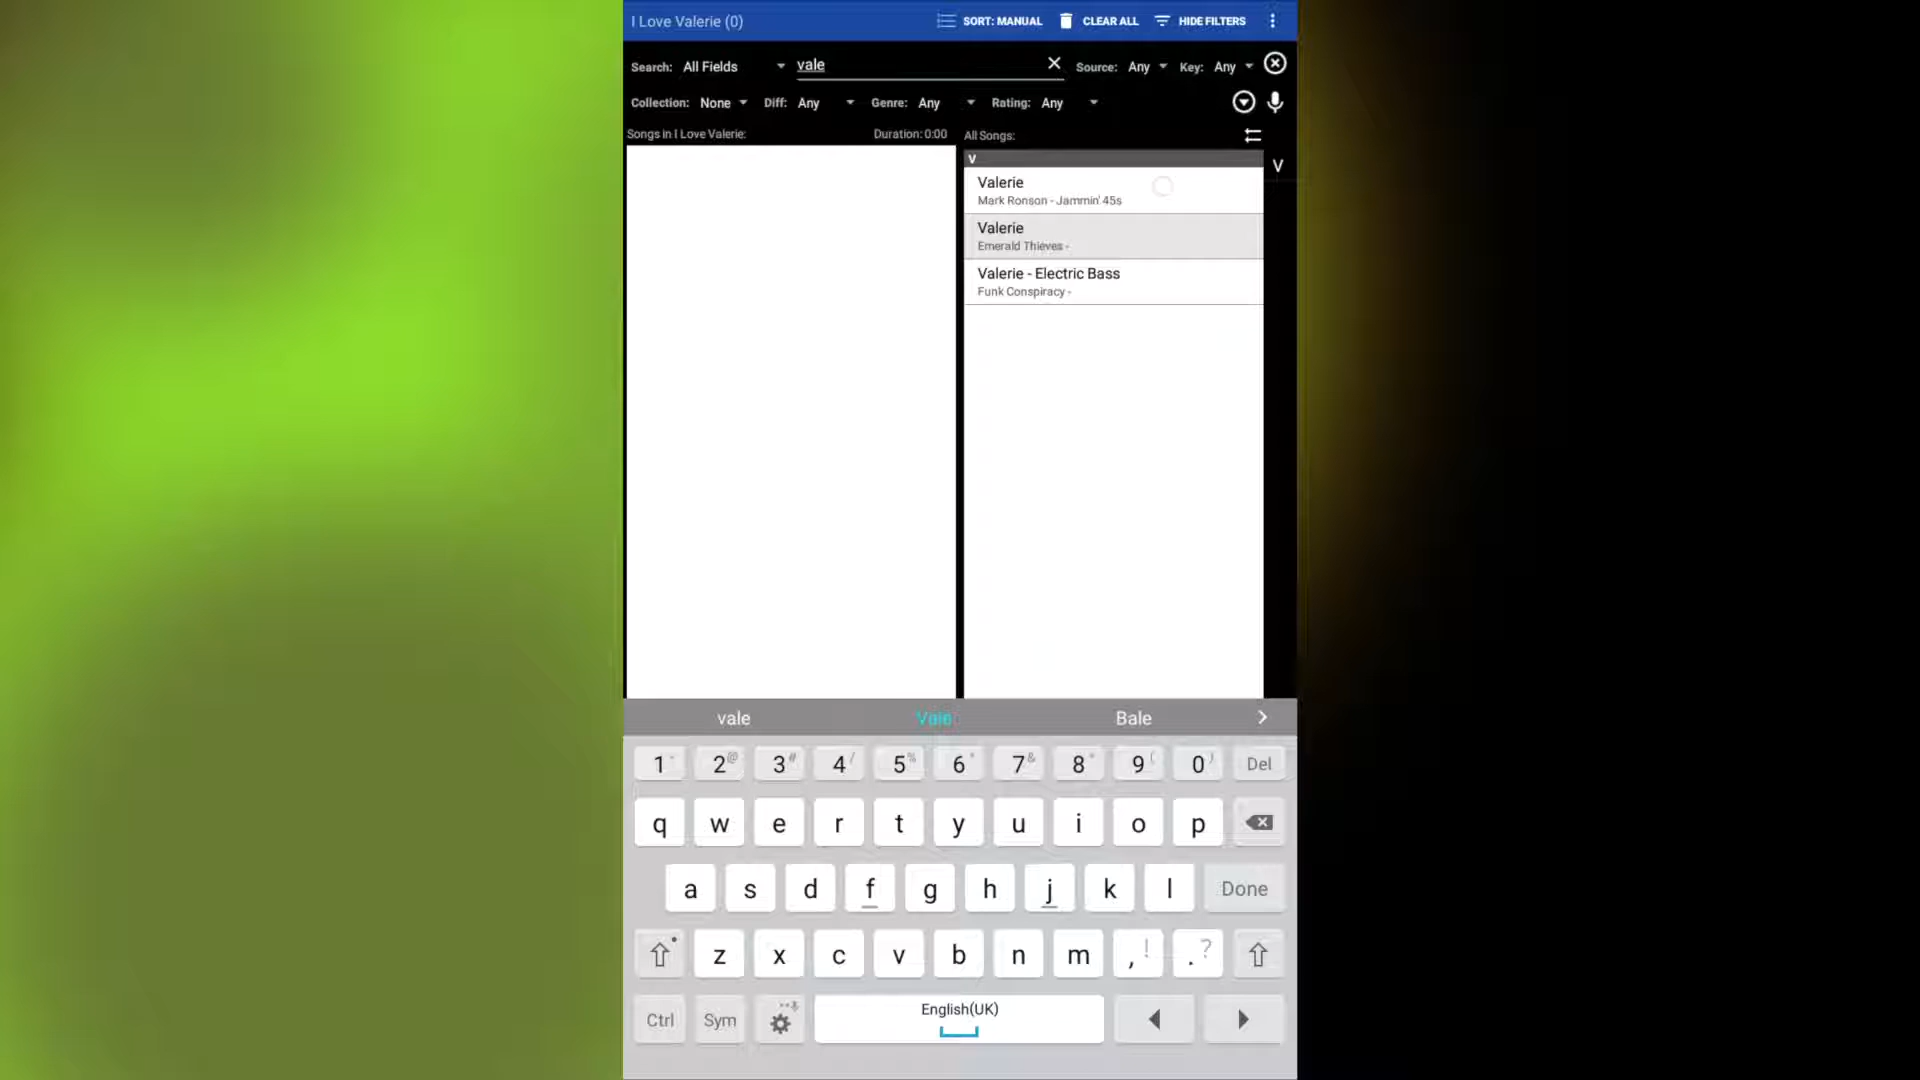 I Love Valerie (0) SORT: MANUAL CLEAR ALL HIDE FILTERS
Search: All Fields vale Source: Any Key: Any
Collection: None Diff: Any Genre: Any Rating: Any
Songs in I Love Valerie: Duration: 0:00 All Songs:
V
V
Valerie
Mark Ronson - Jammin' 45s
Valerie
Emerald Thieves -
Valerie - Electric Bass
Funk Conspiracy -
vale Vale Bale
1 2 @ 3 # 4 / 5 % 6 7 & 8 * 9 ( 0 ) Del
q w e r t y u i o p
a s d f g h j k l Done
z x c v b n m , ! . ?
Ctrl Sym English(UK)